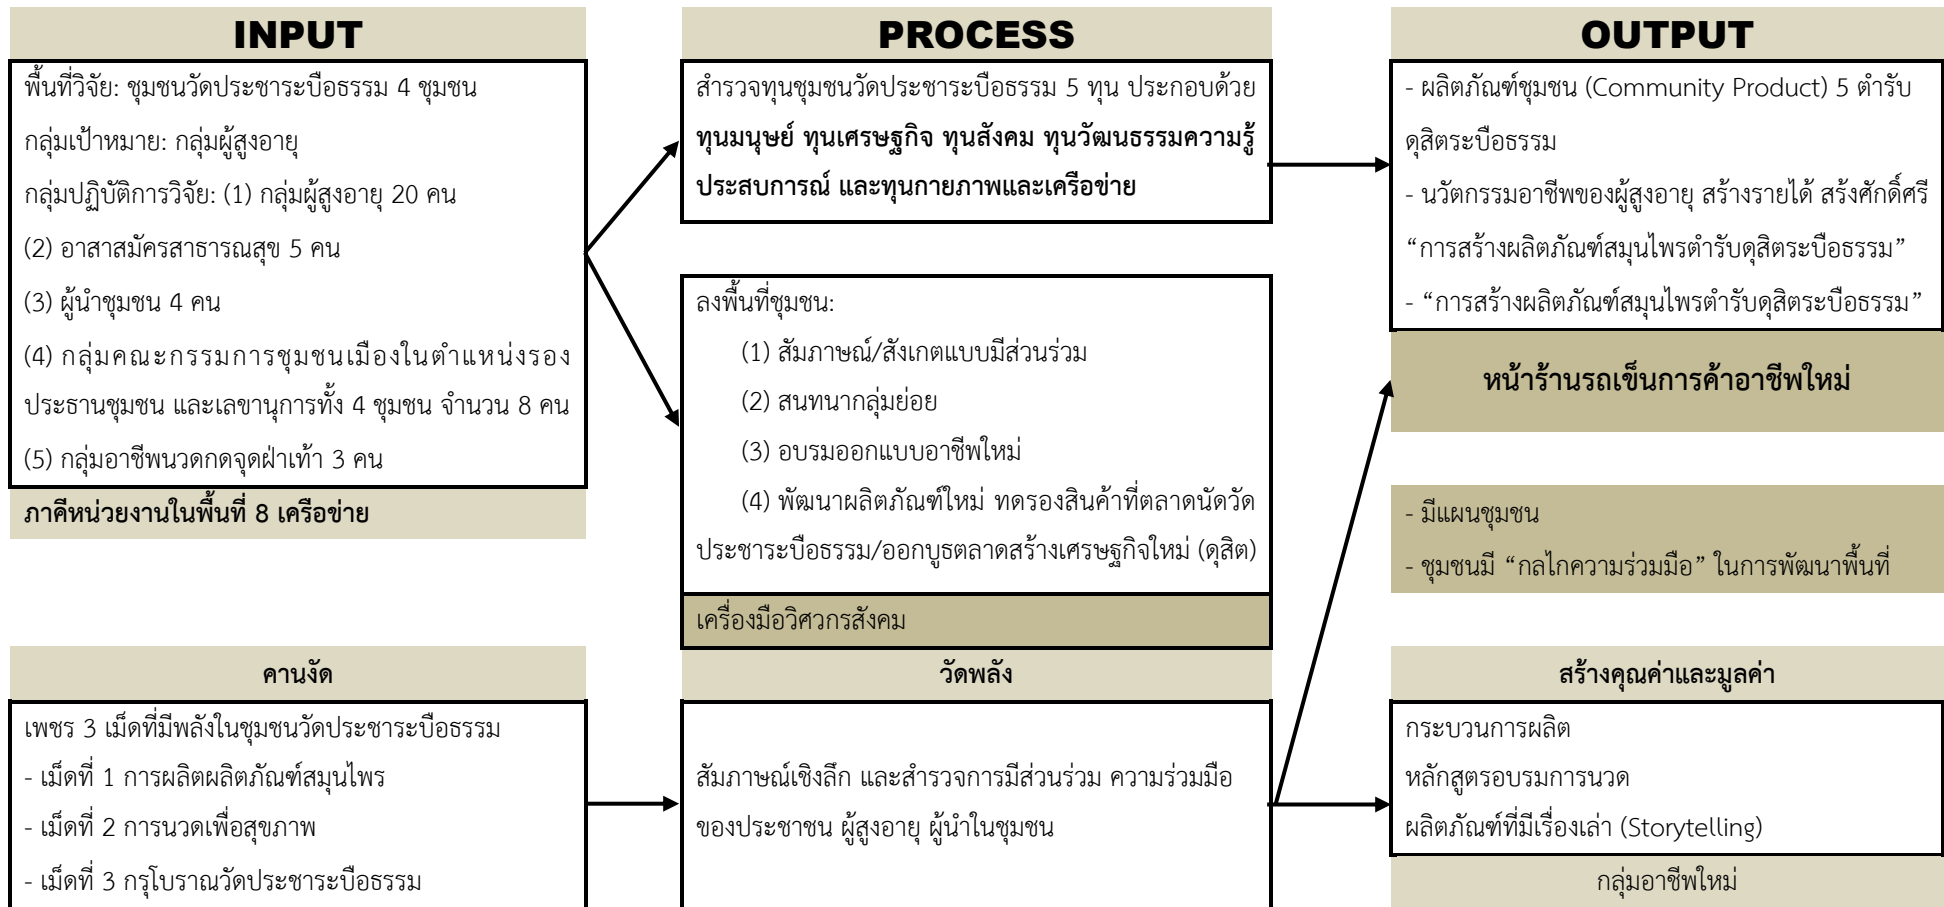 INPUT
พื้นที่วิจัย: ชุมชนวัดประชาระบือธรรม 4 ชุมชน
กลุ่มเป้าหมาย: กลุ่มผู้สูงอายุ
กลุ่มปฏิบัติการวิจัย: (1) กลุ่มผู้สูงอายุ 20 คน
(2) อาสาสมัครสาธารณสุข 5 คน
(3) ผู้นำชุมชน 4 คน
(4) กลุ่มคณะกรรมการชุมชนเมืองในตำแหน่งรอง
ประธานชุมชน และเลขานุการทั้ง 4 ชุมชน จำนวน 8 คน
(5) กลุ่มอาชีพนวดกดจุดฝ่าเท้า 3 คน
ภาคีหน่วยงานในพื้นที่ 8 เครือข่าย
PROCESS
สำรวจทุนชุมชนวัดประชาระบือธรรม 5 ทุน ประกอบด้วย
ทุนมนุษย์ ทุนเศรษฐกิจ ทุนสังคม ทุนวัฒนธรรมความรู้
ประสบการณ์ และทุนกายภาพและเครือข่าย
ลงพื้นที่ชุมชน:
(1) สัมภาษณ์/สังเกตแบบมีส่วนร่วม
(2) สนทนากลุ่มย่อย
(3) อบรมออกแบบอาชีพใหม่
(4) พัฒนาผลิตภัณฑ์ใหม่ ทดรองสินค้าที่ตลาดนัดวัด
ประชาระบือธรรม/ออกบูธตลาดสร้างเศรษฐกิจใหม่ (ดุสิต)
เครื่องมือวิศวกรสังคม
OUTPUT
- ผลิตภัณฑ์ชุมชน (Community Product) 5 ตำรับ
ดุสิตระบือธรรม
- นวัตกรรมอาชีพของผู้สูงอายุ สร้างรายได้ สร้งศักดิ์ศรี
“การสร้างผลิตภัณฑ์สมุนไพรตำรับดุสิตระบือธรรม”
- “การสร้างผลิตภัณฑ์สมุนไพรตำรับดุสิตระบือธรรม”
หน้าร้านรถเข็นการค้าอาชีพใหม่
- มีแผนชุมชน
- ชุมชนมี “กลไกความร่วมมือ” ในการพัฒนาพื้นที่
คานงัด
เพชร 3 เม็ดที่มีพลังในชุมชนวัดประชาระบือธรรม
- เม็ดที่ 1 การผลิตผลิตภัณฑ์สมุนไพร
- เม็ดที่ 2 การนวดเพื่อสุขภาพ
- เม็ดที่ 3 กรุโบราณวัดประชาระบือธรรม
วัดพลัง
สัมภาษณ์เชิงลึก และสำรวจการมีส่วนร่วม ความร่วมมือ
ของประชาชน ผู้สูงอายุ ผู้นำในชุมชน
สร้างคุณค่าและมูลค่า
กระบวนการผลิต
หลักสูตรอบรมการนวด
ผลิตภัณฑ์ที่มีเรื่องเล่า (Storytelling)
กลุ่มอาชีพใหม่